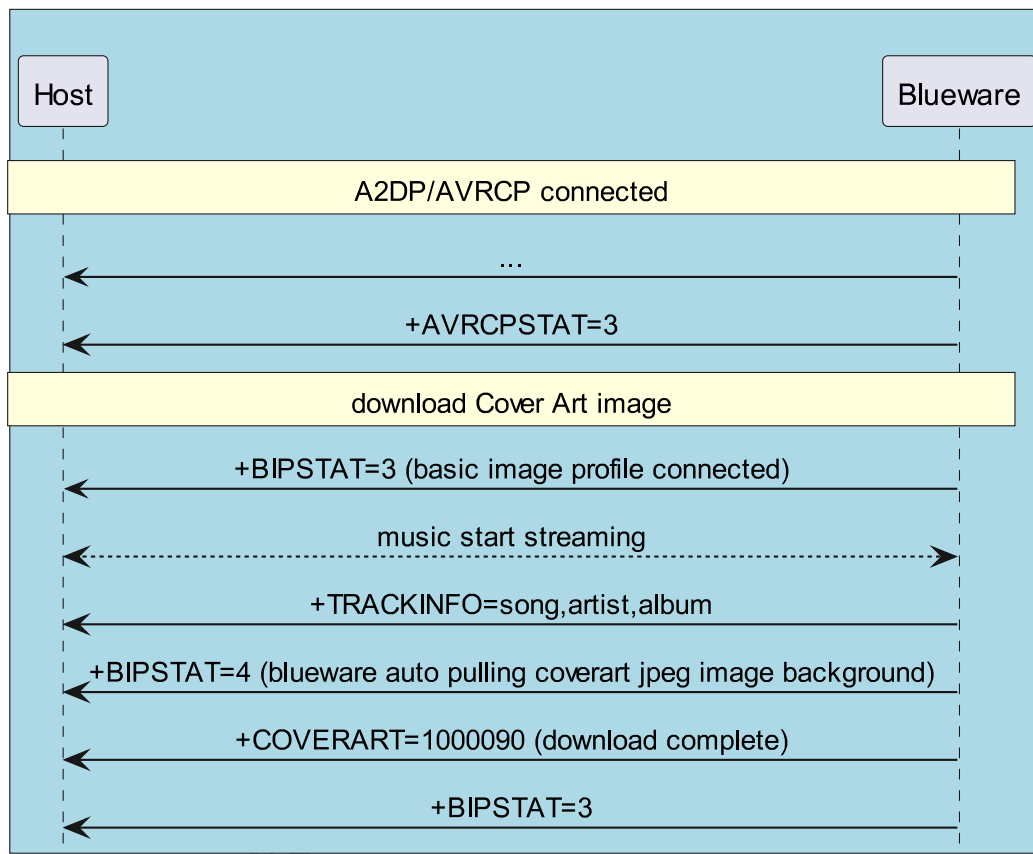 Host
Blueware
A2DP/AVRCP connected
...
+AVRCPSTAT=3
download Cover Art image
+BIPSTAT=3 (basic image profile connected)
music start streaming
+TRACKINFO=song,artist,album
+BIPSTAT=4 (blueware auto pulling coverart jpeg image background)
+COVERART=1000090 (download complete)
+BIPSTAT=3